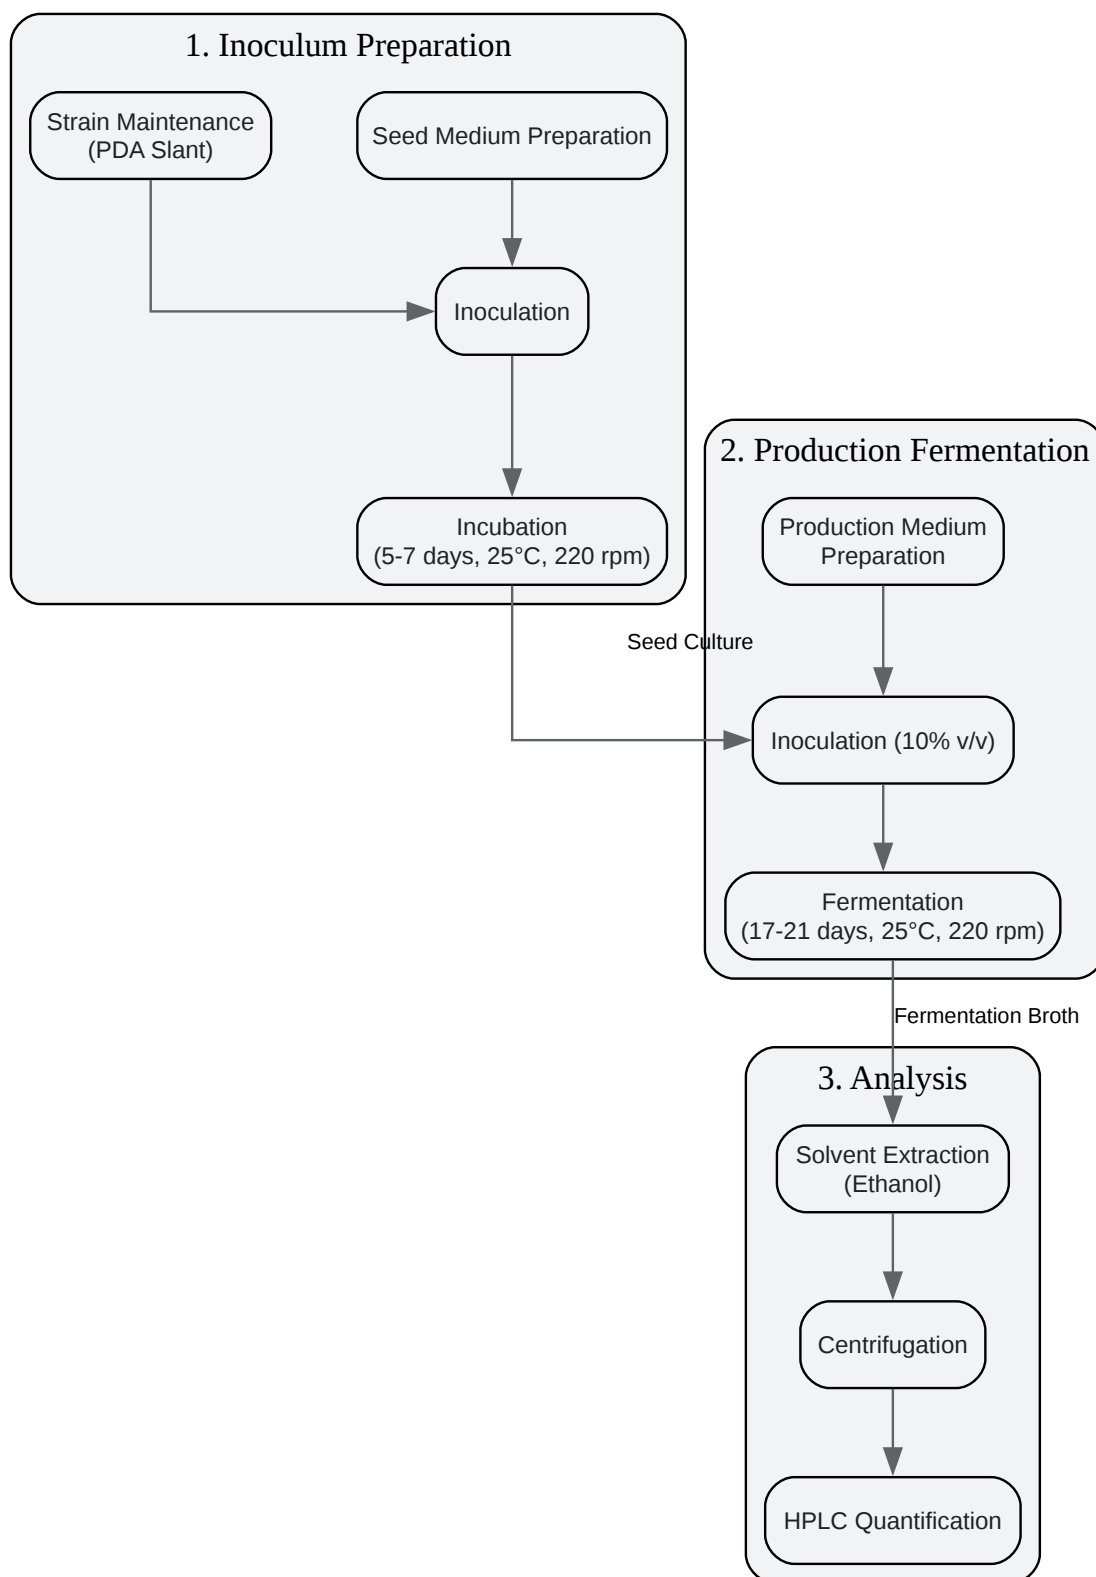 1. Inoculum Preparation
Strain Maintenance
(PDA Slant)
Seed Medium Preparation
Inoculation
Incubation
(5-7 days, 25°C, 220 rpm)
Seed Culture
2. Production Fermentation
Production Medium
Preparation
Inoculation (10% v/v)
Fermentation
(17-21 days, 25°C, 220 rpm)
Fermentation Broth
3. Analysis
Solvent Extraction
(Ethanol)
Centrifugation
HPLC Quantification